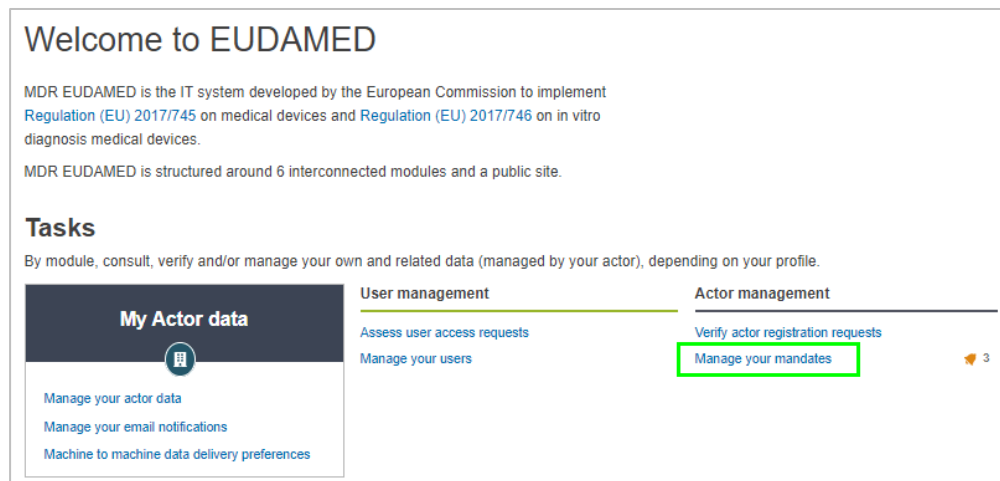 Welcome to EUDAMED
MDR EUDAMED is the IT system developed by the European Commission to implement
Regulation (EU) 2017/745 on medical devices and Regulation (EU) 2017/746 on in vitro
diagnosis medical devices.
MDR EUDAMED is structured around 6 interconnected modules and a public site.
Tasks
By module, consult, verify and/or manage your own and related data (managed by your actor), depending on your profile.
My Actor data
Manage your actor data
Manage your email notifications
Machine to machine data delivery preferences
User management
Assess user access requests
Manage your users
Actor management
Verify actor registration requests
Manage your mandates 3